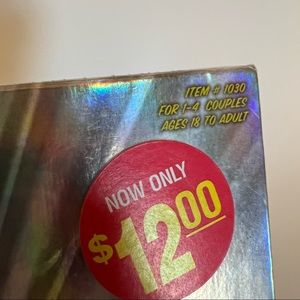 ITEM # 1030
FOR 1-4 COUPLES
AGES 18 TO ADULT
NOW ONLY
$12.00